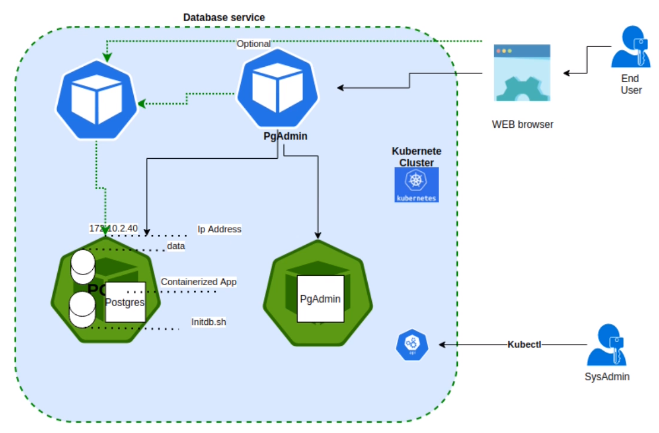 Database service
Optional
PgAdmin
WEB browser
End
User
Kubernete
Cluster
kubernetes
172.10.2.40
Ip Address
data
Containerized App
Postgres
Initdb.sh
PgAdmin
Kubectl
SysAdmin